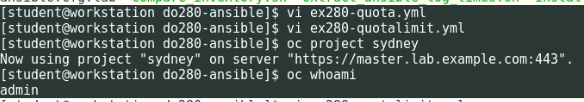 [student@workstation do280-ansible]$ vi ex280-quota.yml
[student@workstation do280-ansible]$ vi ex280-quotalimit.yml
[student@workstation do280-ansible]$ oc project sydney
Now using project "sydney" on server "https://master.lab.example.com:443".
[student@workstation do280-ansible]$ oc whoami
admin